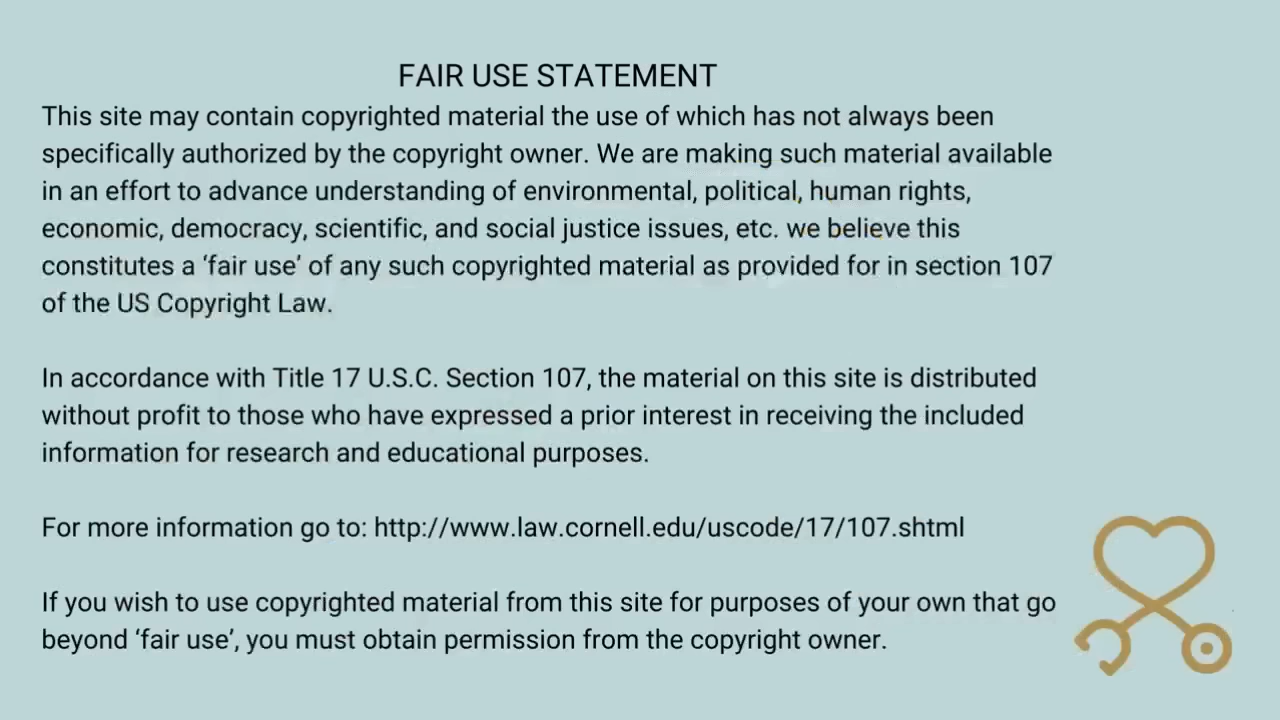 FAIR USE STATEMENT
This site may contain copyrighted material the use of which has not always been
specifically authorized by the copyright owner. We are making such material available
in an effort to advance understanding of environmental, political, human rights,
economic, democracy, scientific, and social justice issues, etc. we believe this
constitutes a ‘fair use’ of any such copyrighted material as provided for in section 107
of the US Copyright Law.
In accordance with Title 17 U.S.C. Section 107, the material on this site is distributed
without profit to those who have expressed a prior interest in receiving the included
information for research and educational purposes.
For more information go to: http://www.law.cornell.edu/uscode/17/107.shtml
If you wish to use copyrighted material from this site for purposes of your own that go
beyond ‘fair use’, you must obtain permission from the copyright owner.